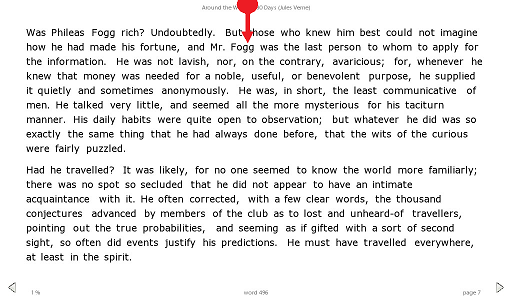 Around the World in 80 Days (Jules Verne)
Was Phileas Fogg rich? Undoubtedly. But those who knew him best could not imagine
how he had made his fortune, and Mr. Fogg was the last person to whom to apply for
the information. He was not lavish, nor, on the contrary, avaricious; for, whenever he
knew that money was needed for a noble, useful, or benevolent purpose, he supplied
it quietly and sometimes anonymously. He was, in short, the least communicative of
men. He talked very little, and seemed all the more mysterious for his taciturn
manner. His daily habits were quite open to observation; but whatever he did was so
exactly the same thing that he had always done before, that the wits of the curious
were fairly puzzled.
Had he travelled? It was likely, for no one seemed to know the world more familiarly;
there was no spot so secluded that he did not appear to have an intimate
acquaintance with it. He often corrected, with a few clear words, the thousand
conjectures advanced by members of the club as to lost and unheard-of travellers,
pointing out the true probabilities, and seeming as if gifted with a sort of second
sight, so often did events justify his predictions. He must have travelled everywhere,
at least in the spirit.
1 % word 496 page 7